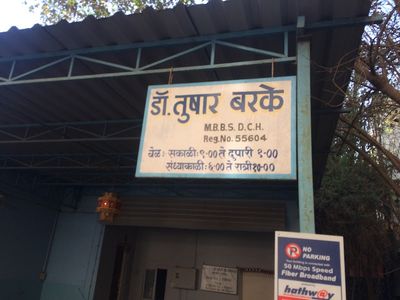 डॉ. तुषार बरके
M.B.B.S. D.C.H.
Reg.No. 55604
वेळ: सकाळी: ९·०० ते दुपारी १·००
संध्याकाळी: ६·०० ते रात्री १०·००
NO
PARKING
50 Mbps Speed
Fiber Broadband
hathway